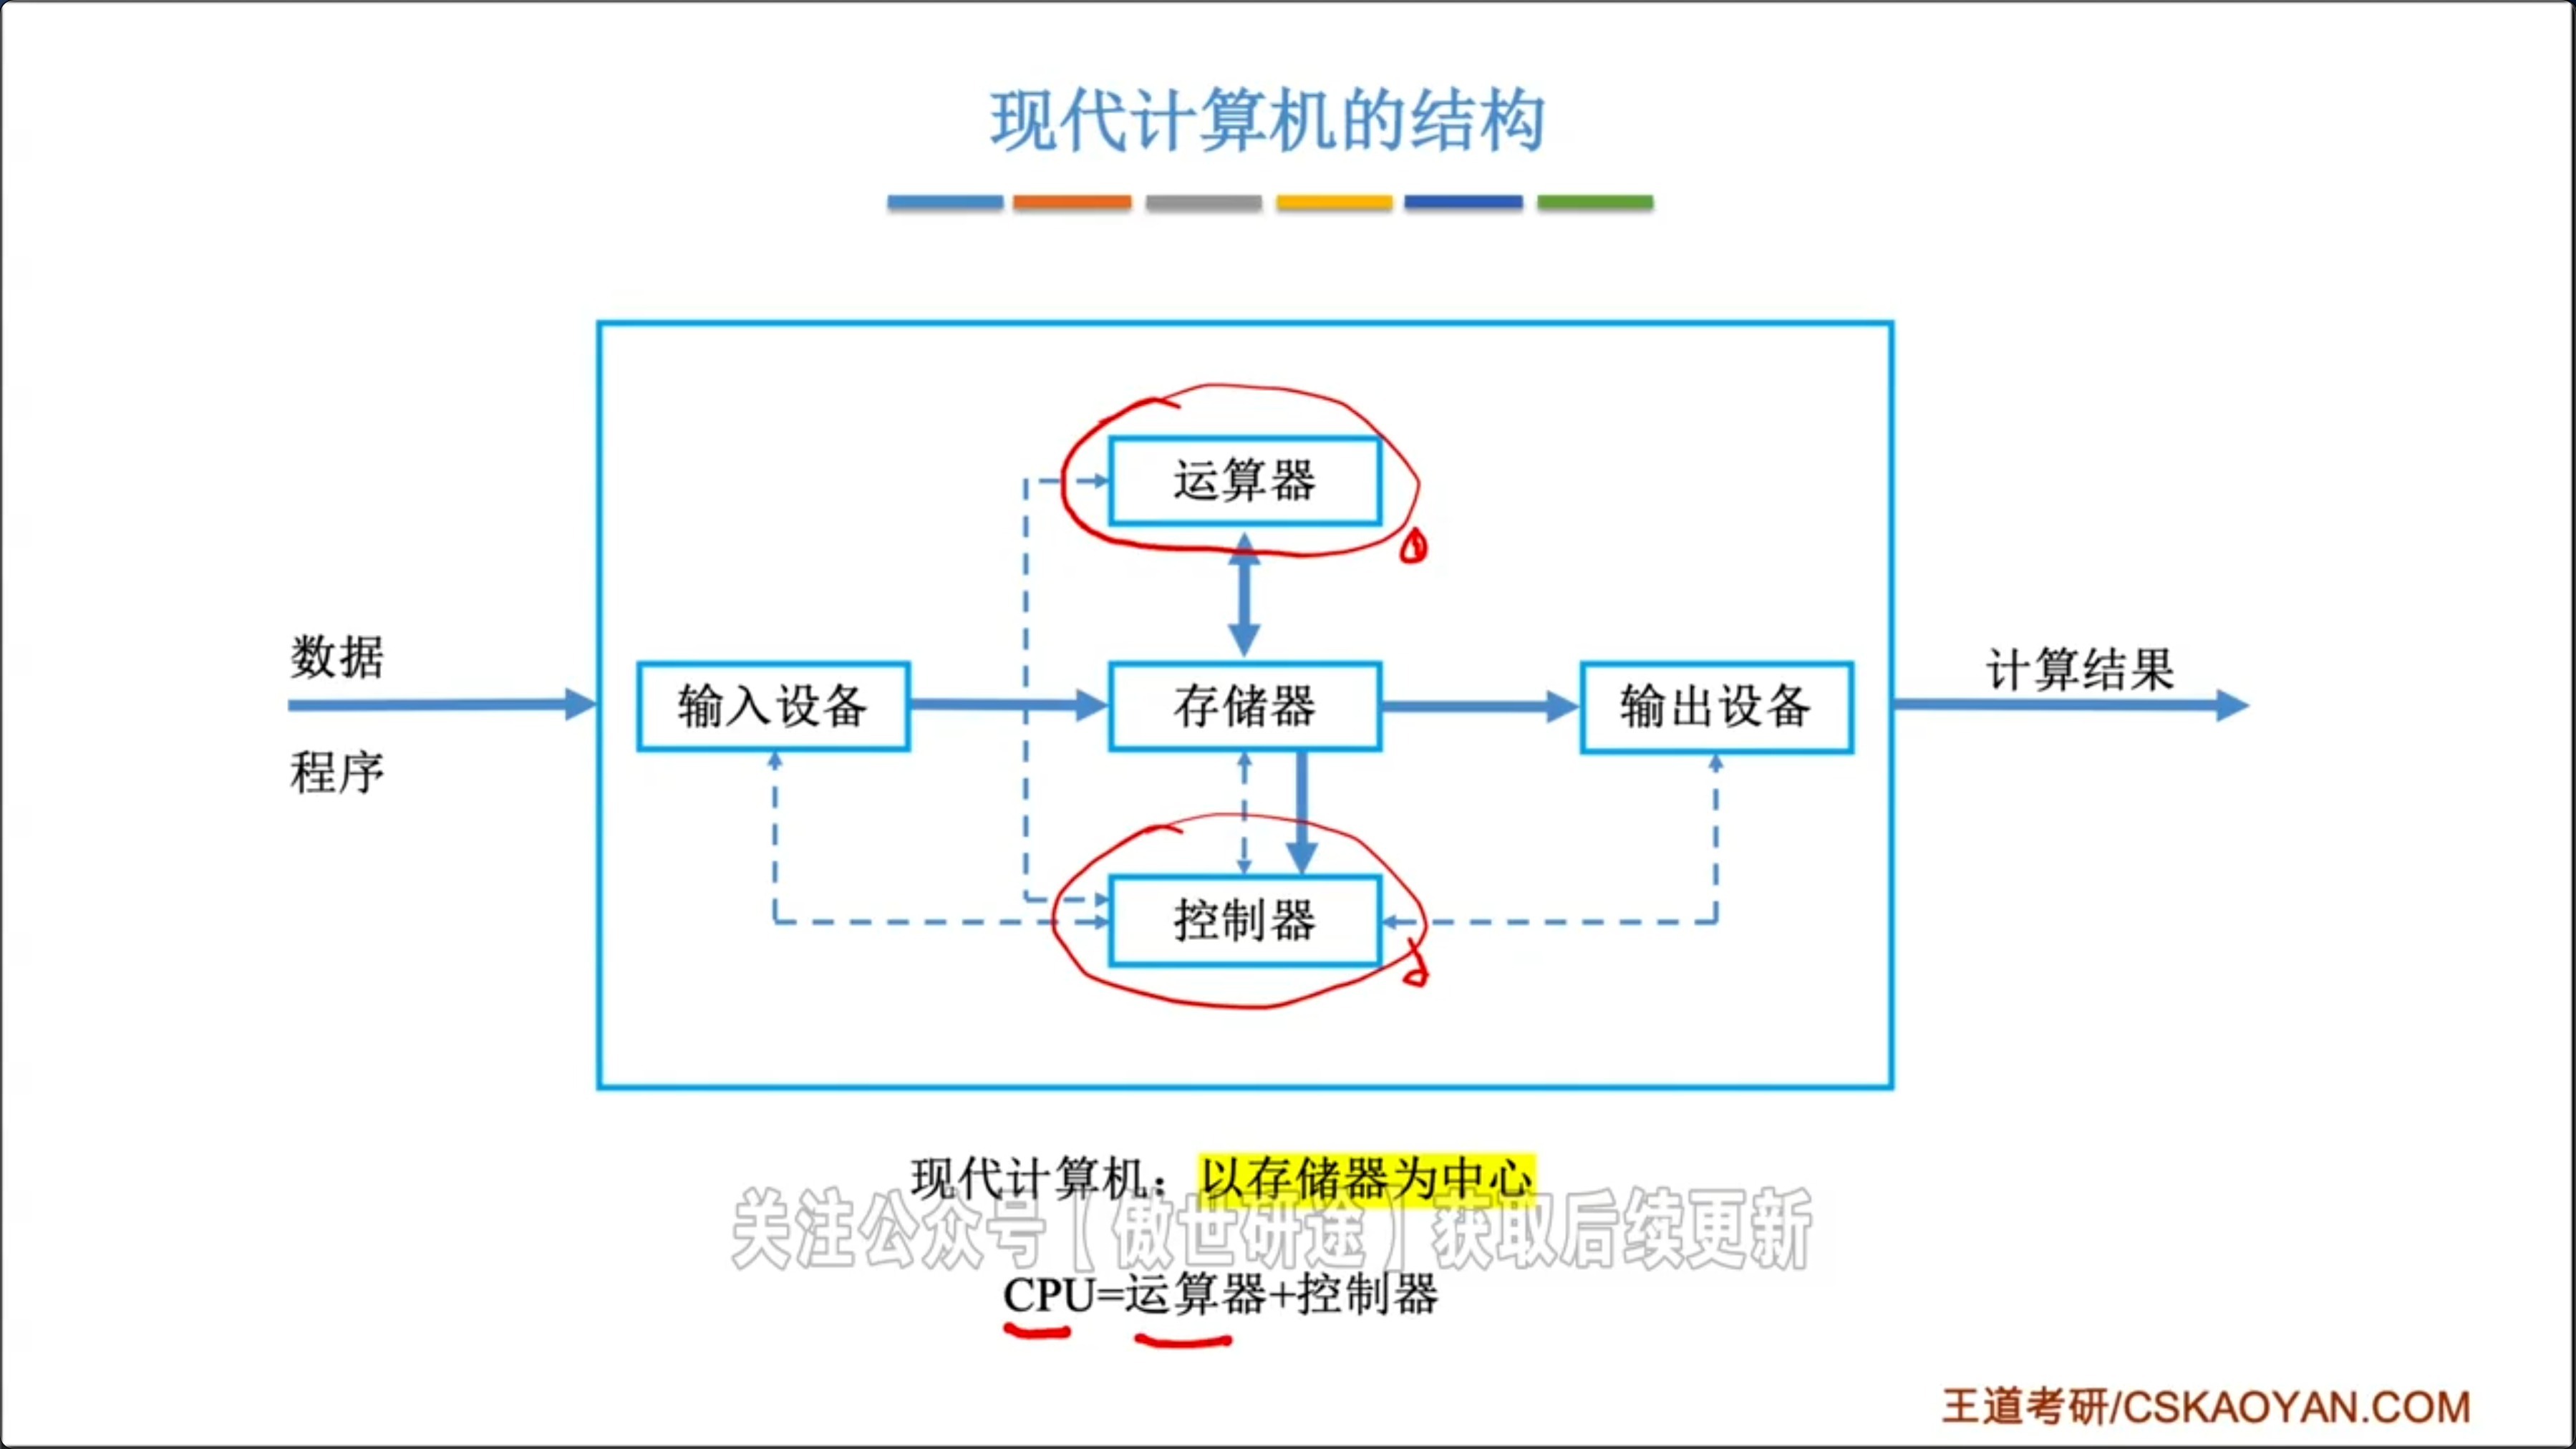 现代计算机的结构
运算器
数据
程序
输入设备
存储器
输出设备
计算结果
控制器
现代计算机：以存储器为中心
关注公众号【傲世研途】获取后续更新
CPU=运算器+控制器
王道考研/CSKAOYAN.COM